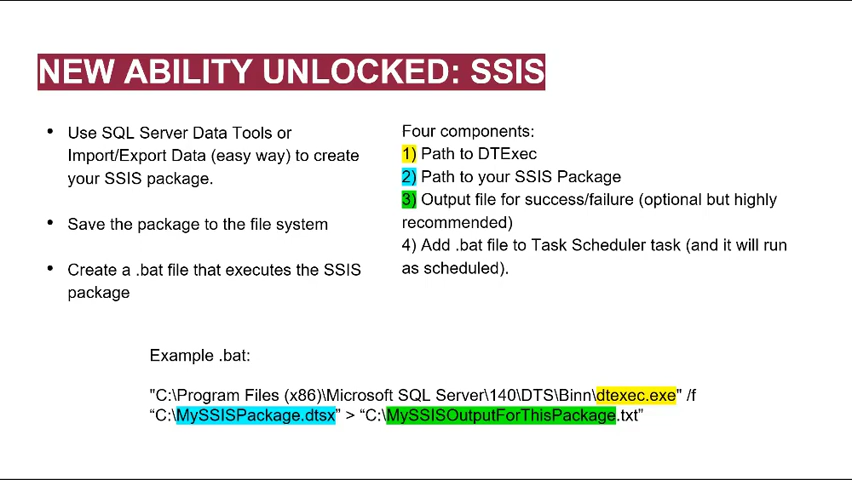 NEW ABILITY UNLOCKED: SSIS
• Use SQL Server Data Tools or
Import/Export Data (easy way) to create
your SSIS package.
• Save the package to the file system
• Create a .bat file that executes the SSIS
package
Four components:
1) Path to DTExec
2) Path to your SSIS Package
3) Output file for success/failure (optional but highly
recommended)
4) Add .bat file to Task Scheduler task (and it will run
as scheduled).
Example .bat:
"C:\Program Files (x86)\Microsoft SQL Server\140\DTS\Binn\dtexec.exe" /f
“C:\MySSISPackage.dtsx” > “C:\MySSISOutputForThisPackage.txt”